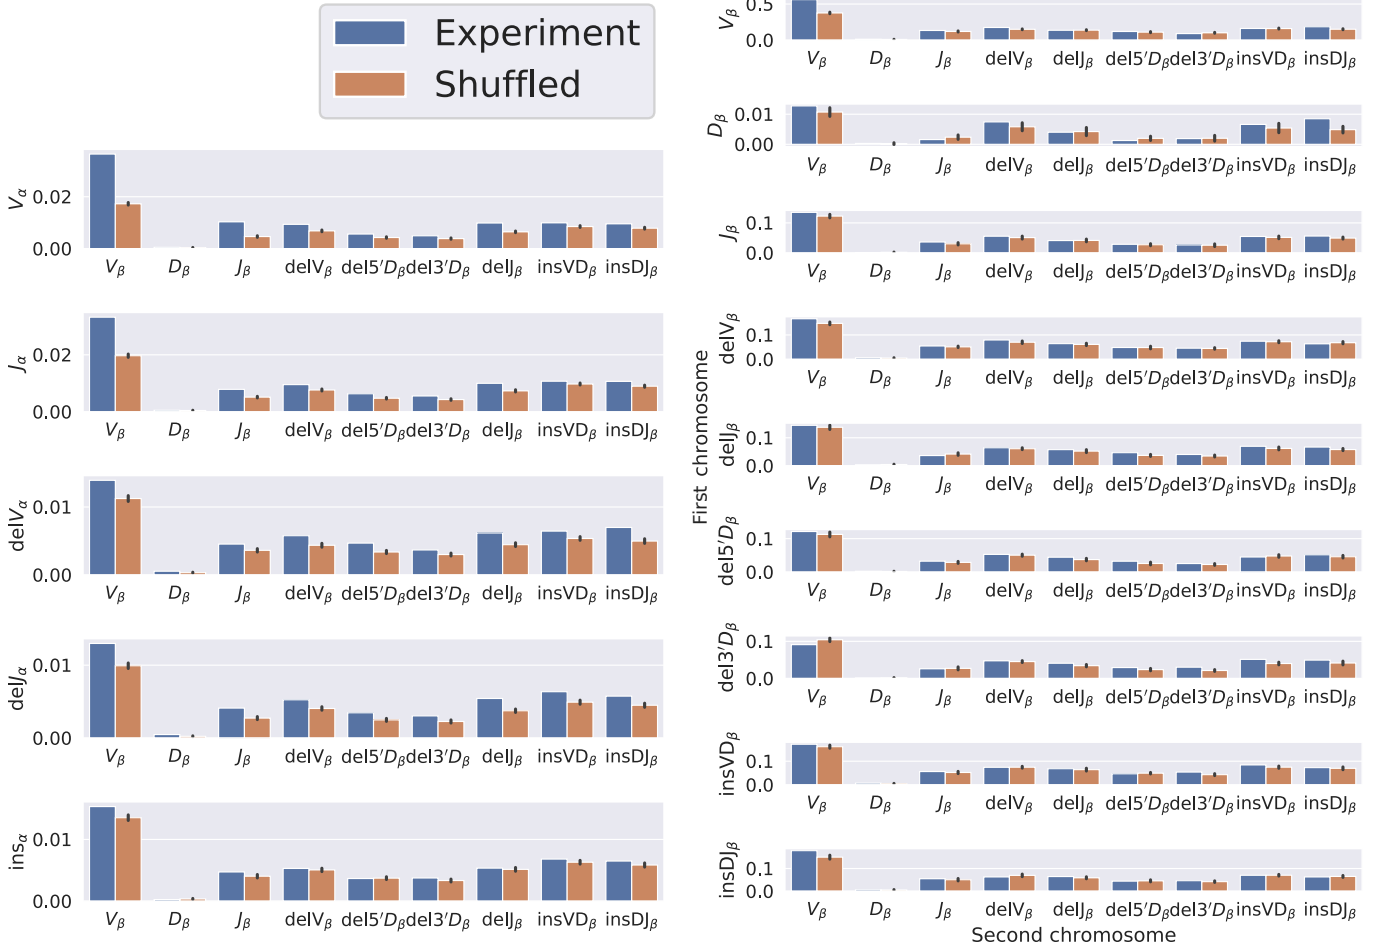 Experiment
Shuffled
Vα
0.02
0.00
Vβ Dβ Jβ delVβ del5′Dβ del3′Dβ delJβ insVDβ insDJβ
Jα
0.02
0.00
Vβ Dβ Jβ delVβ del5′Dβ del3′Dβ delJβ insVDβ insDJβ
delVα
0.01
0.00
Vβ Dβ Jβ delVβ del5′Dβ del3′Dβ delJβ insVDβ insDJβ
delJα
0.01
0.00
Vβ Dβ Jβ delVβ del5′Dβ del3′Dβ delJβ insVDβ insDJβ
insα
0.01
0.00
Vβ Dβ Jβ delVβ del5′Dβ del3′Dβ delJβ insVDβ insDJβ
First chromosome
Vβ
0.5
0.0
Vβ Dβ Jβ delVβ delJβ del5′Dβ del3′Dβ insVDβ insDJβ
Dβ
0.01
0.00
Vβ Dβ Jβ delVβ delJβ del5′Dβ del3′Dβ insVDβ insDJβ
Jβ
0.1
0.0
Vβ Dβ Jβ delVβ delJβ del5′Dβ del3′Dβ insVDβ insDJβ
delVβ
0.1
0.0
Vβ Dβ Jβ delVβ delJβ del5′Dβ del3′Dβ insVDβ insDJβ
delJβ
0.1
0.0
Vβ Dβ Jβ delVβ delJβ del5′Dβ del3′Dβ insVDβ insDJβ
del5′Dβ
0.1
0.0
Vβ Dβ Jβ delVβ delJβ del5′Dβ del3′Dβ insVDβ insDJβ
del3′Dβ
0.1
0.0
Vβ Dβ Jβ delVβ delJβ del5′Dβ del3′Dβ insVDβ insDJβ
insVDβ
0.1
0.0
Vβ Dβ Jβ delVβ delJβ del5′Dβ del3′Dβ insVDβ insDJβ
insDJβ
0.1
0.0
Vβ Dβ Jβ delVβ delJβ del5′Dβ del3′Dβ insVDβ insDJβ
Second chromosome